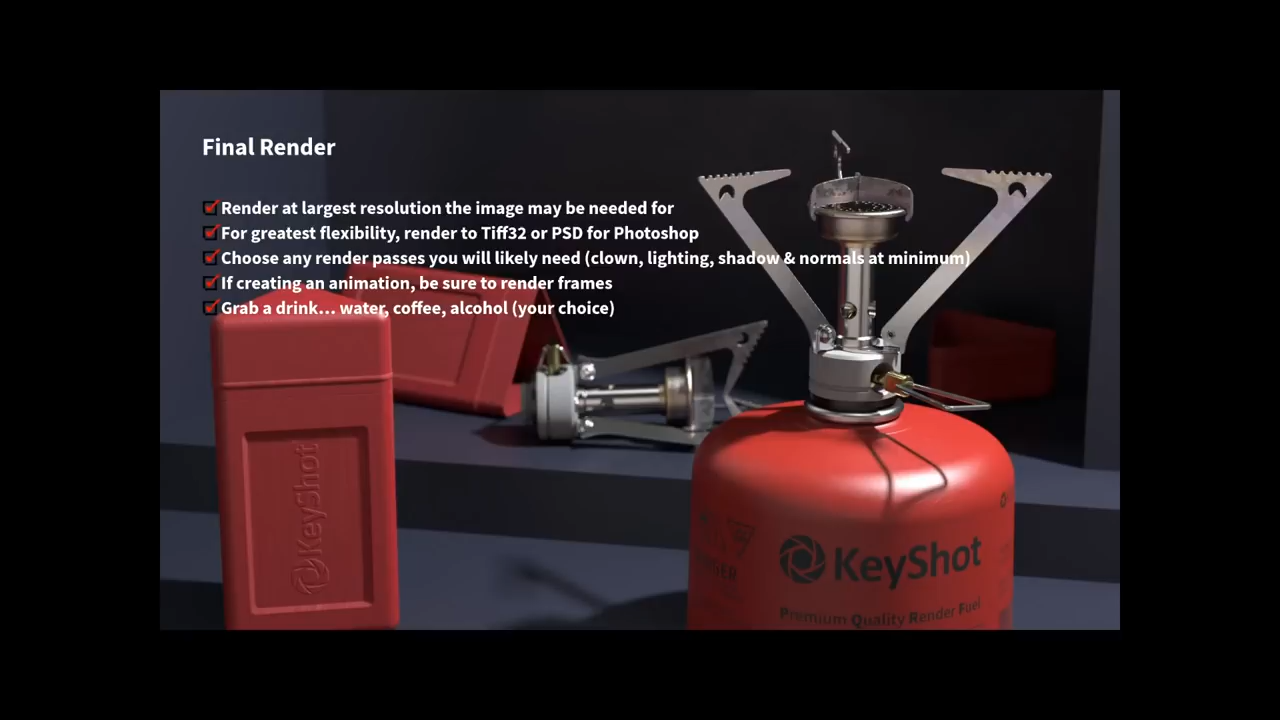 Final Render
Render at largest resolution the image may be needed for
For greatest flexibility, render to Tiff32 or PSD for Photoshop
Choose any render passes you will likely need (clown, lighting, shadow & normals at minimum)
If creating an animation, be sure to render frames
Grab a drink... water, coffee, alcohol (your choice)
KeyShot
KeyShot
Premium Quality Render Fuel